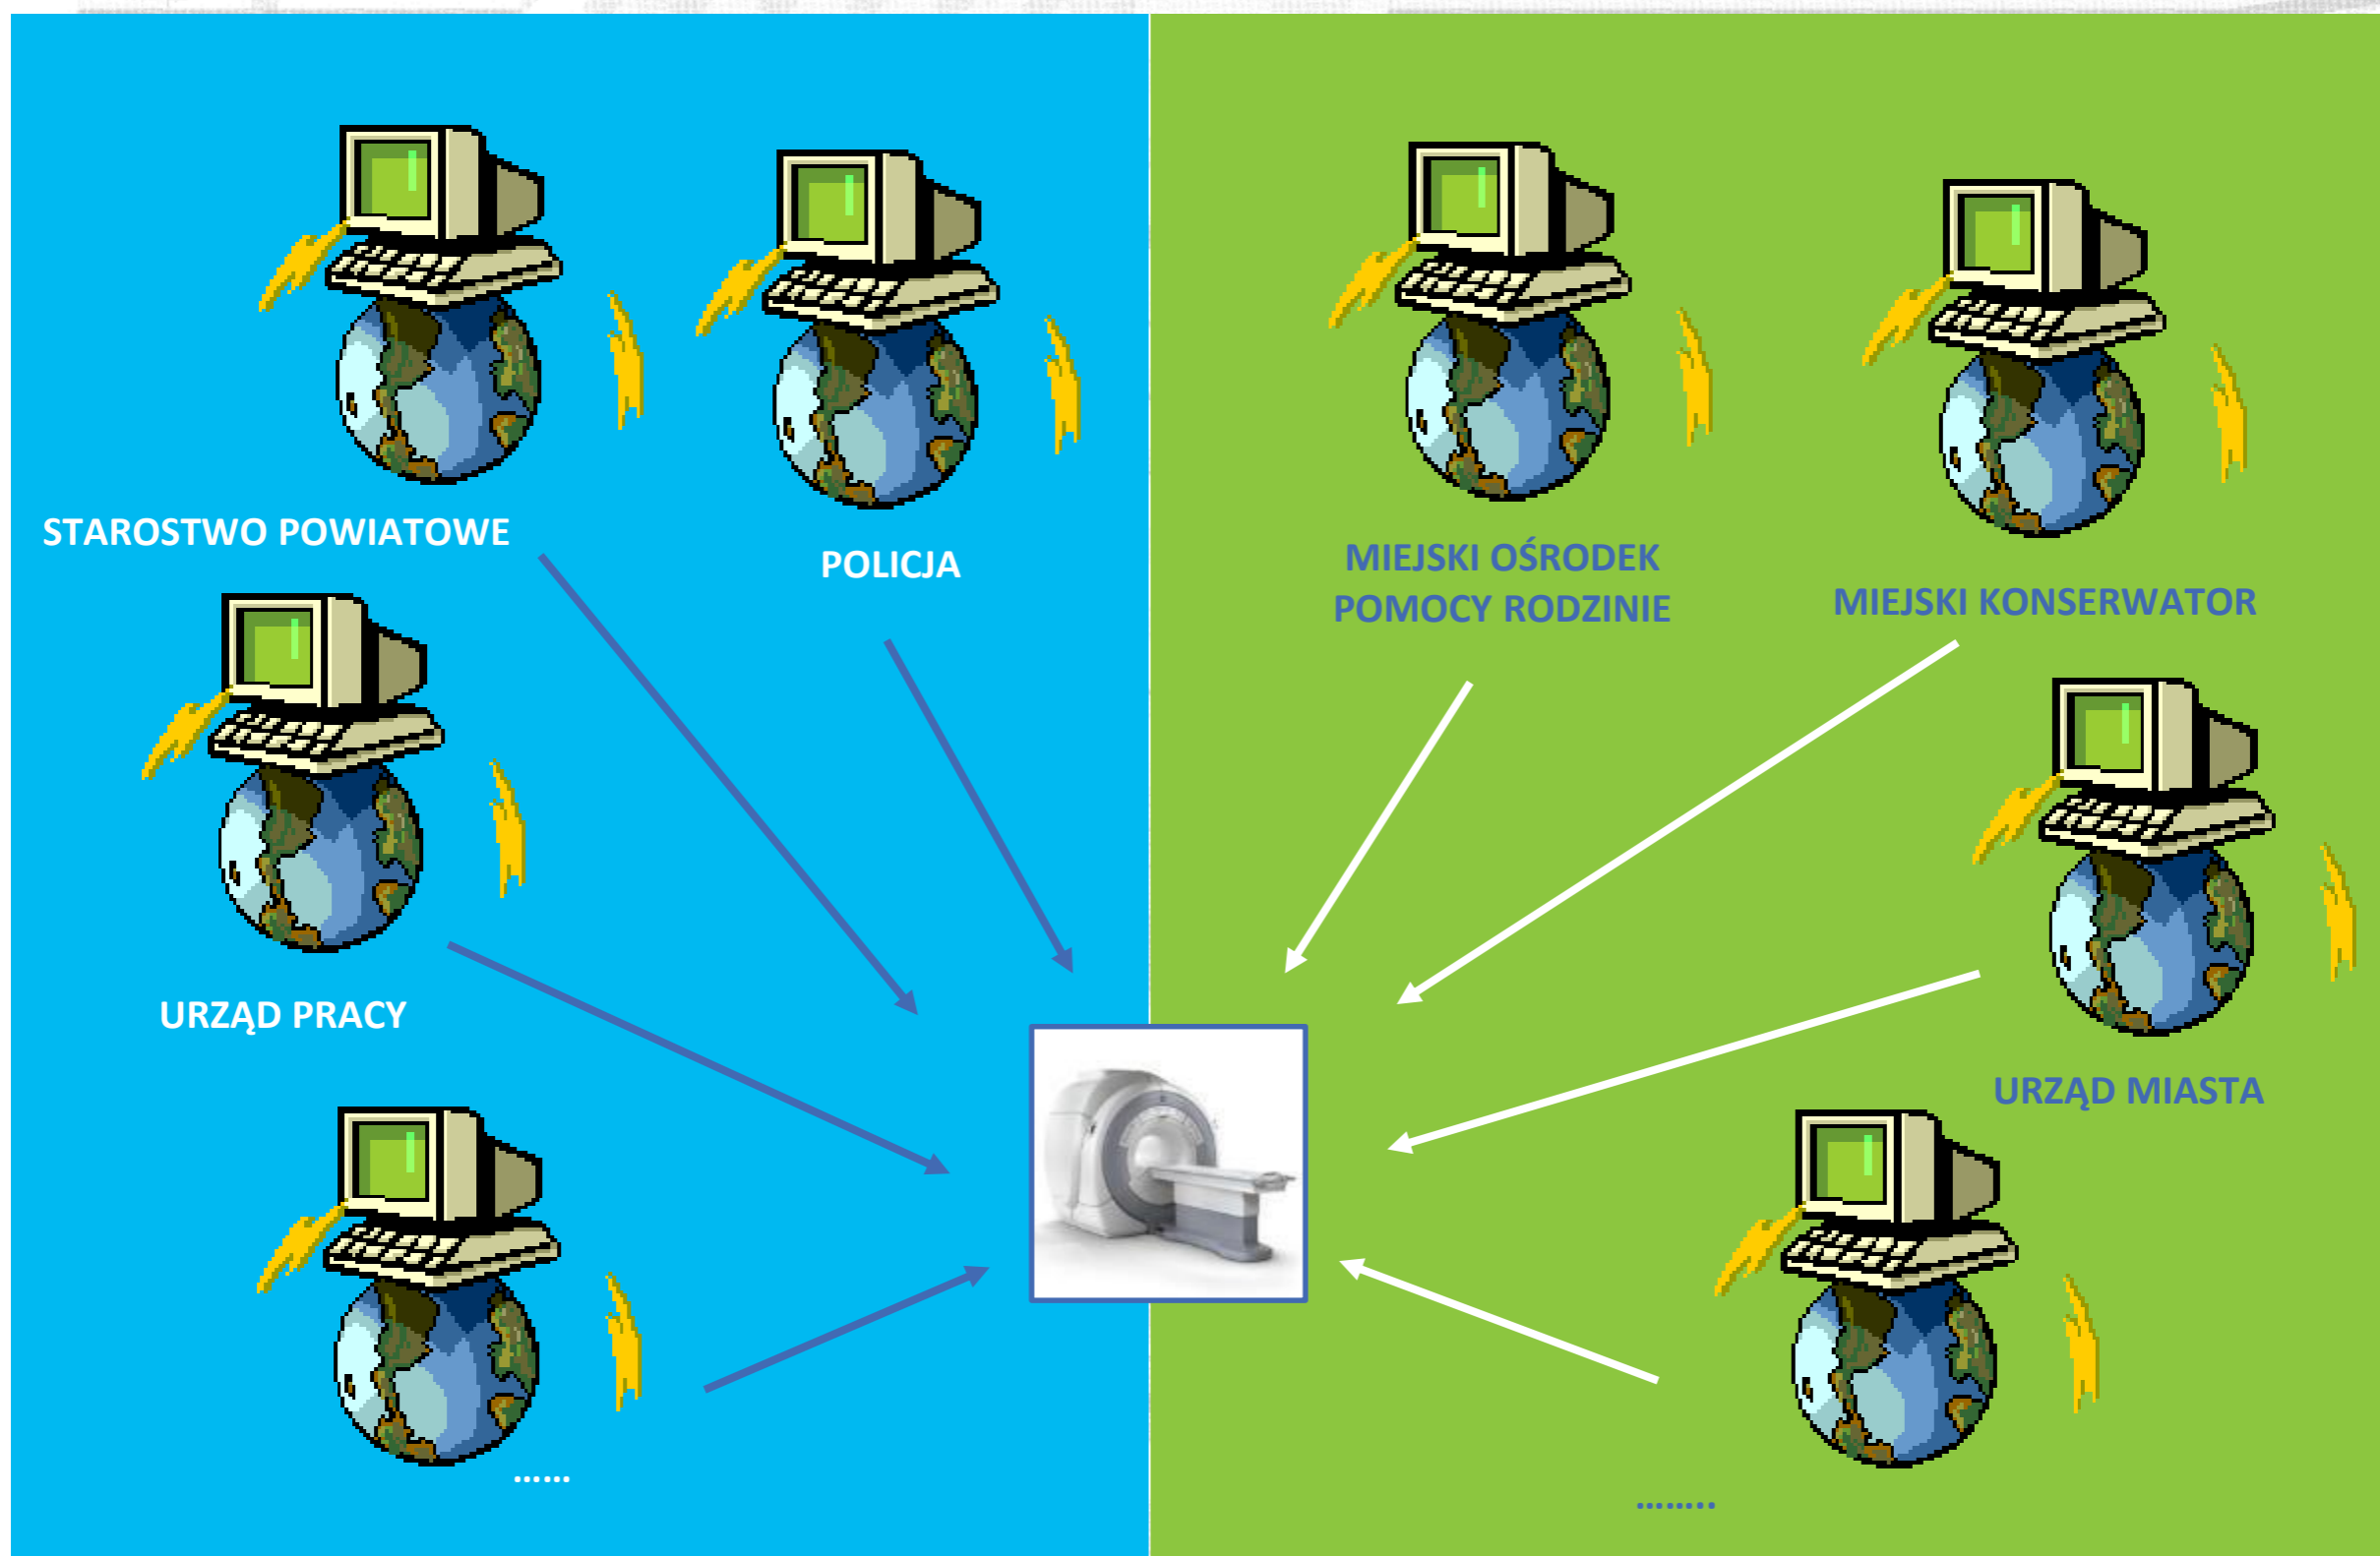 STAROSTWO POWIATOWE
POLICJA
URZĄD PRACY
……
MIEJSKI OŚRODEK
POMOCY RODZINIE
MIEJSKI KONSERWATOR
URZĄD MIASTA
……..